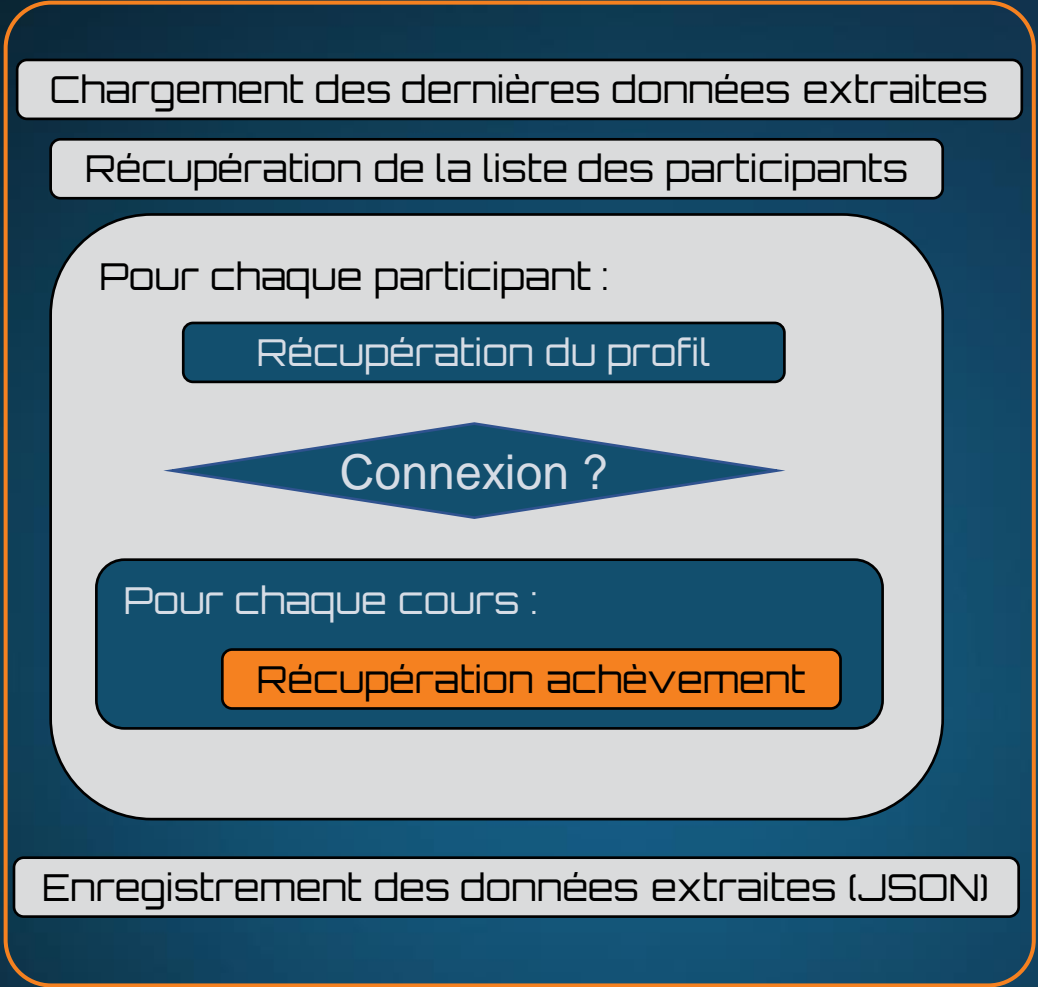 Chargement des dernières données extraites
Récupération de la liste des participants
Pour chaque participant :
Récupération du profil
Connexion ?
Pour chaque cours :
Récupération achèvement
Enregistrement des données extraites (JSON)